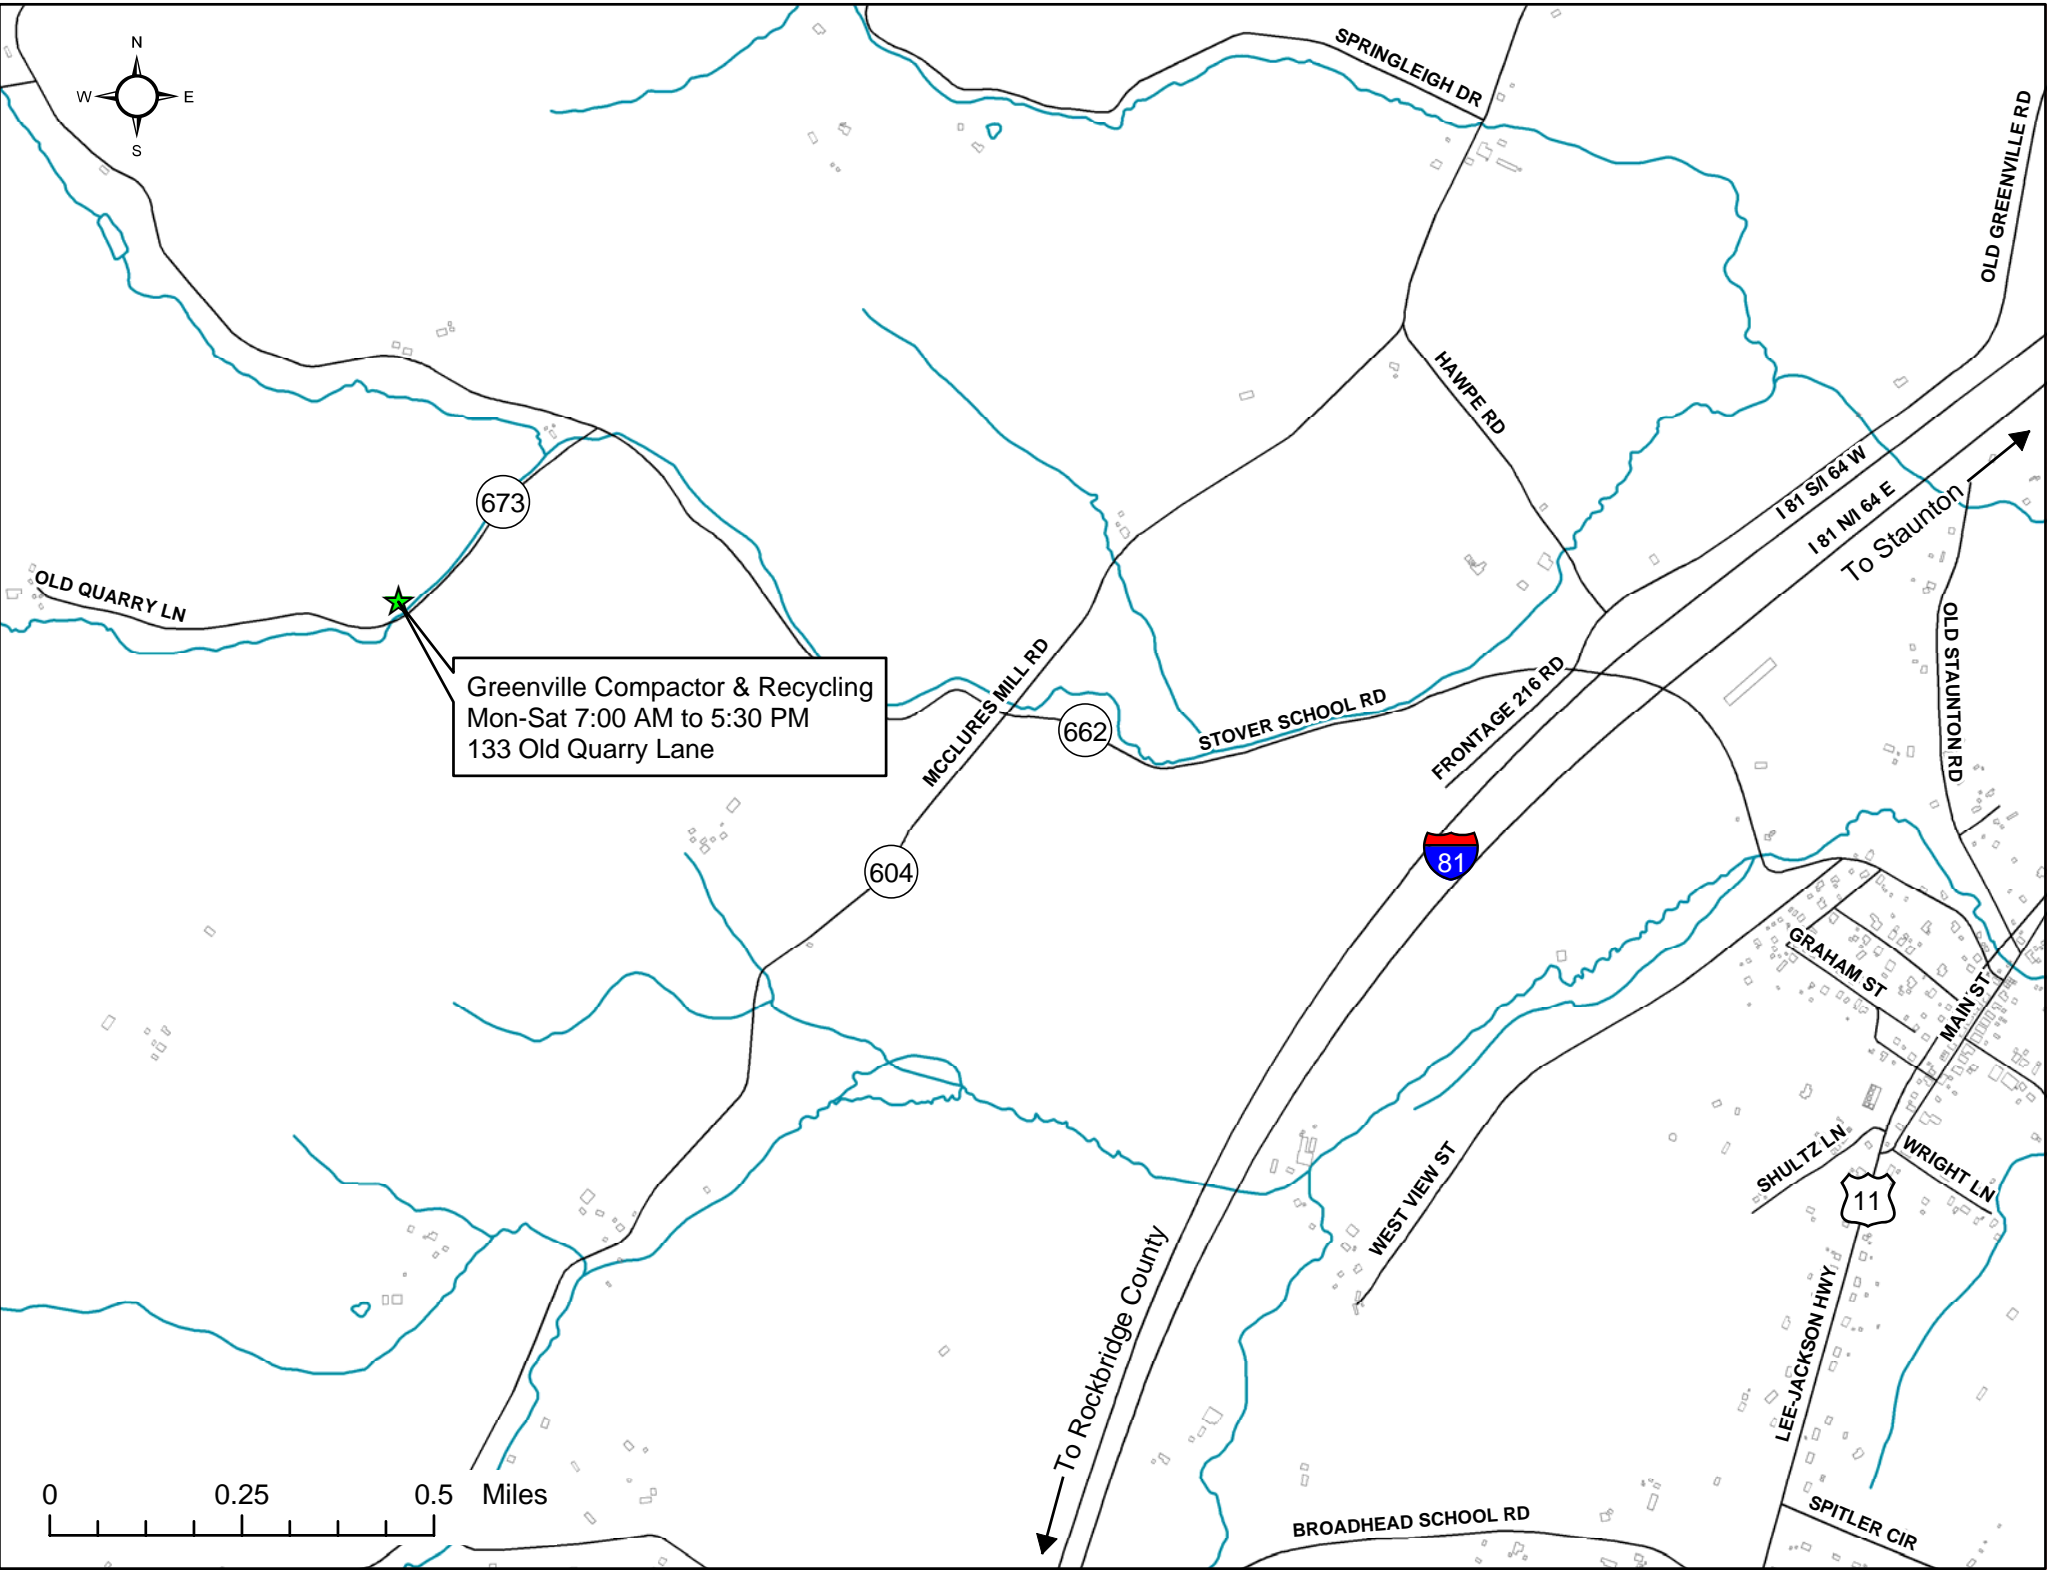 N
W E
S
SPRINGLEIGH DR
OLD GREENVILLE RD
HAWPE RD
I 81 S/I 64 W
I 81 N/I 64 E
To Staunton
673
OLD QUARRY LN
OLD STAUNTON RD
Greenville Compactor & Recycling
Mon-Sat 7:00 AM to 5:30 PM
133 Old Quarry Lane
MCCLURES MILL RD
662
STOVER SCHOOL RD
FRONTAGE 216 RD
604
81
GRAHAM ST
MAIN ST
WEST VIEW ST
SHULTZ LN
WRIGHT LN
11
To Rockbridge County
LEE-JACKSON HWY
0 0.25 0.5 Miles
BROADHEAD SCHOOL RD
SPITLER CIR